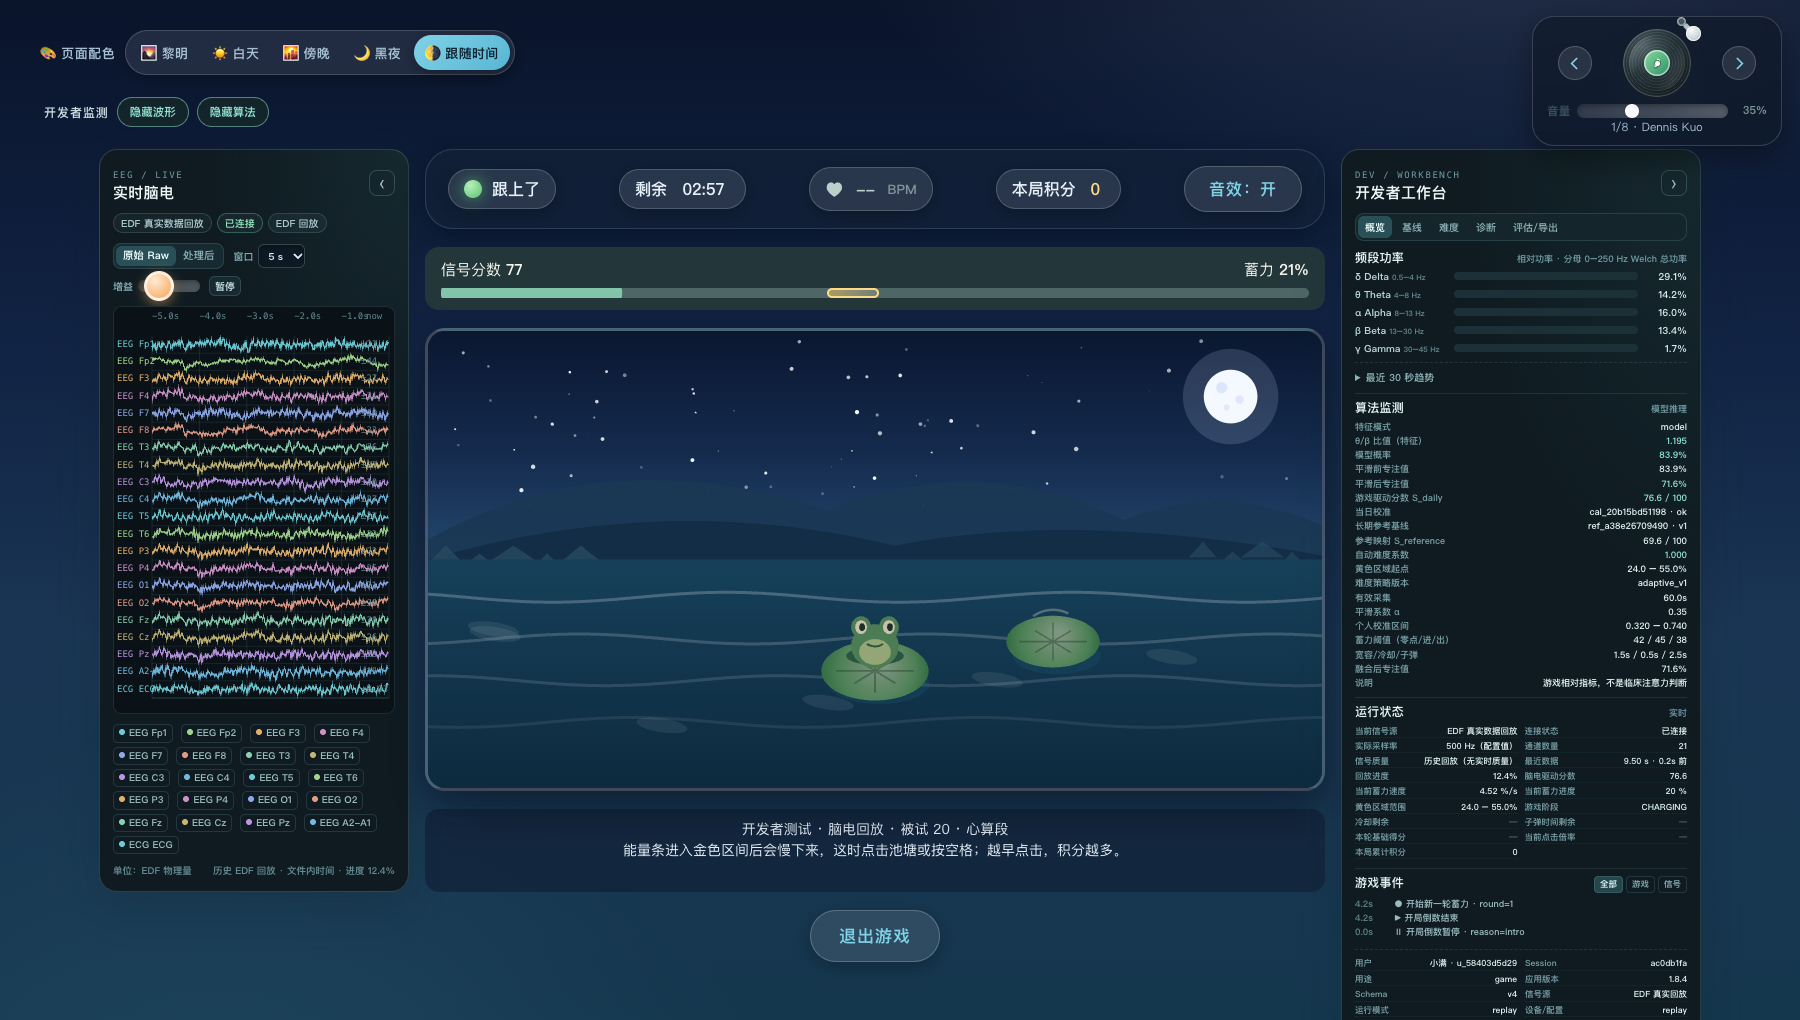 🎨 页面配色 🌄 黎明 ☀️ 白天 🌇 傍晚 🌙 黑夜 🌗 跟随时间
开发者监测 隐藏波形 隐藏算法
音量 35%
1/8 · Dennis Kuo
EEG / LIVE
实时脑电
EDF 真实数据回放 已连接 EDF 回放
原始 Raw 处理后 窗口 5 s
增益 暂停
-5.0s -4.0s -3.0s -2.0s -1.0s now
EEG Fp1
EEG Fp2
EEG F3
EEG F4
EEG F7
EEG F8
EEG T3
EEG T4
EEG C3
EEG C4
EEG T5
EEG T6
EEG P3
EEG P4
EEG O1
EEG O2
EEG Fz
EEG Cz
EEG Pz
EEG A2-
ECG ECG
EEG Fp1 EEG Fp2 EEG F3 EEG F4
EEG F7 EEG F8 EEG T3 EEG T4
EEG C3 EEG C4 EEG T5 EEG T6
EEG P3 EEG P4 EEG O1 EEG O2
EEG Fz EEG Cz EEG Pz EEG A2-A1
ECG ECG
单位：EDF 物理量 历史 EDF 回放 · 文件内时间 · 进度 12.4%
跟上了 剩余 02:57 -- BPM 本局积分 0 音效：开
信号分数 77 蓄力 21%
开发者测试 · 脑电回放 · 被试 20 · 心算段
能量条进入金色区间后会慢下来，这时点击池塘或按空格；越早点击，积分越多。
退出游戏
DEV / WORKBENCH
开发者工作台
概览 基线 难度 诊断 评估/导出
频段功率 相对功率 · 分母 0–250 Hz Welch 总功率
δ Delta 0.5–4 Hz 29.1%
θ Theta 4–8 Hz 14.2%
α Alpha 8–13 Hz 16.0%
β Beta 13–30 Hz 13.4%
γ Gamma 30–45 Hz 1.7%
▶ 最近 30 秒趋势
算法监测 模型推理
特征模式 model
θ/β 比值（特征） 1.195
模型概率 83.9%
平滑前专注值 83.9%
平滑后专注值 71.6%
游戏驱动分数 S_daily 76.6 / 100
当日校准 cal_20b15bd51198 · ok
长期参考基线 ref_a38e26709490 · v1
参考映射 S_reference 69.6 / 100
自动难度系数 1.000
黄色区域起点 24.0 – 55.0%
难度策略版本 adaptive_v1
有效采集 60.0s
平滑系数 α 0.35
个人校准区间 0.320 – 0.740
蓄力阈值（零点/进/出） 42 / 45 / 38
宽容/冷却/子弹 1.5s / 0.5s / 2.5s
融合后专注值 71.6%
说明 游戏相对指标，不是临床注意力判断
运行状态 实时
当前信号源 EDF 真实数据回放 连接状态 已连接
实际采样率 500 Hz（配置值） 通道数量 21
信号质量 历史回放（无实时质量） 最近数据 9.50 s · 0.2s 前
回放进度 12.4% 脑电驱动分数 76.6
当前蓄力速度 4.52 %/s 当前蓄力进度 20 %
黄色区域范围 24.0 – 55.0% 游戏阶段 CHARGING
冷却剩余 — 子弹时间剩余 —
本轮基础得分 — 当前点击倍率 —
本局累计积分 0
游戏事件 全部 游戏 信号
4.2s ● 开始新一轮蓄力 · round=1
4.2s ▶ 开局倒数结束
0.0s ⏸ 开局倒数暂停 · reason=intro
用户 小满 · u_58403d5d29 Session ac0db1fa
用途 game 应用版本 1.8.4
Schema v4 信号源 EDF 真实回放
运行模式 replay 设备/配置 replay